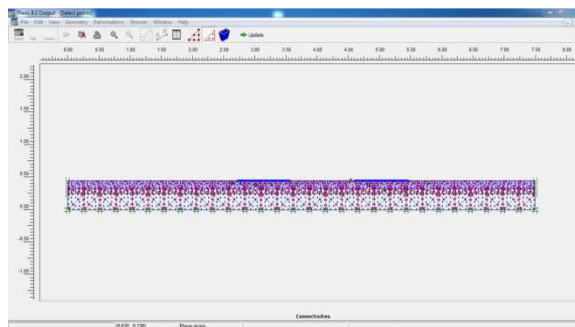 Plaxis 8.2 Output - [Select points]
File Edit View Geometry Deformations Stresses Window Help
Update
0.00 0.50 1.00 1.50 2.00 2.50 3.00 3.50 4.00 4.50 5.00 5.50 6.00 6.50 7.00 8.00
2.00
1.50
1.00
0.50
0.00
-0.50
-1.00
Connectivities
Plane strain